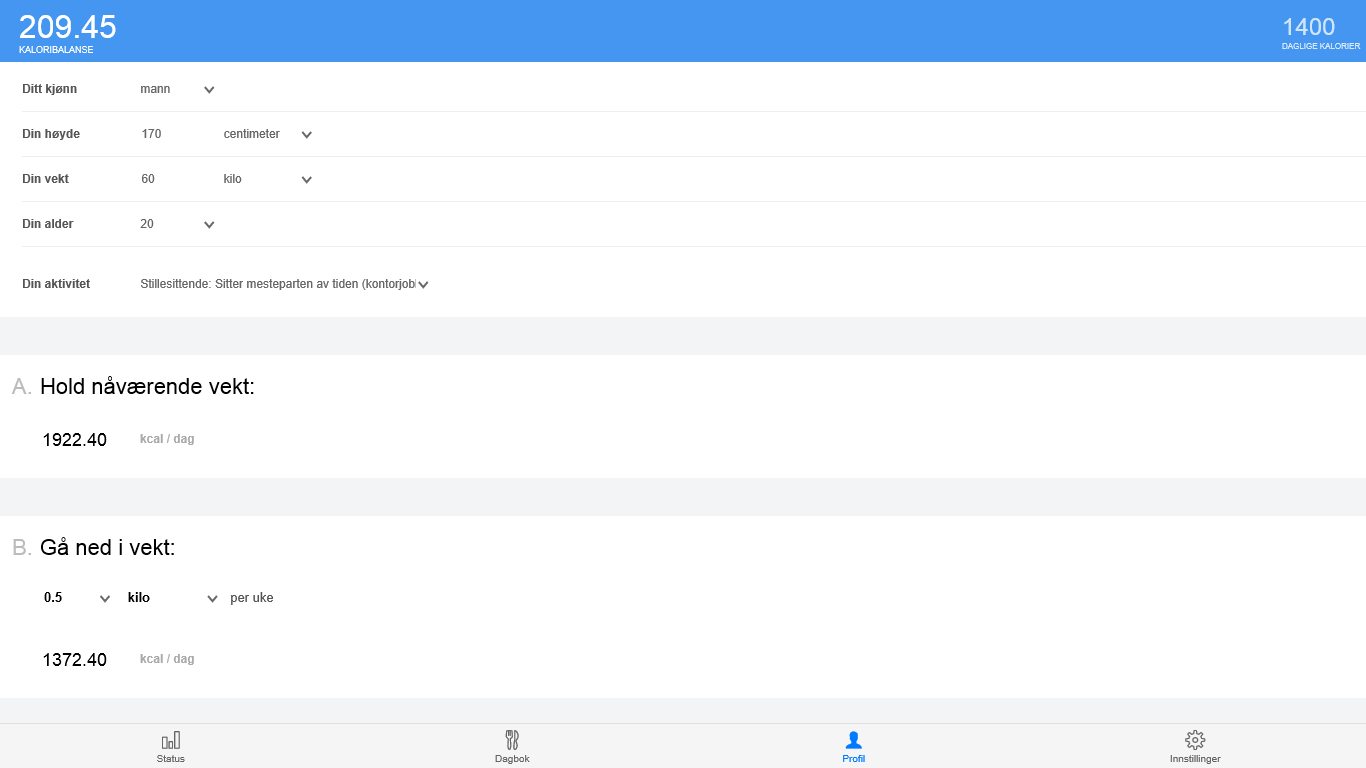 209.45
KALORIBALANSE
1400
DAGLIGE KALORIER
Ditt kjønn mann
Din høyde 170 centimeter
Din vekt 60 kilo
Din alder 20
Din aktivitet Stillesittende: Sitter mesteparten av tiden (kontorjob
A. Hold nåværende vekt:
1922.40 kcal / dag
B. Gå ned i vekt:
0.5 kilo per uke
1372.40 kcal / dag
Status Dagbok Profil Innstillinger